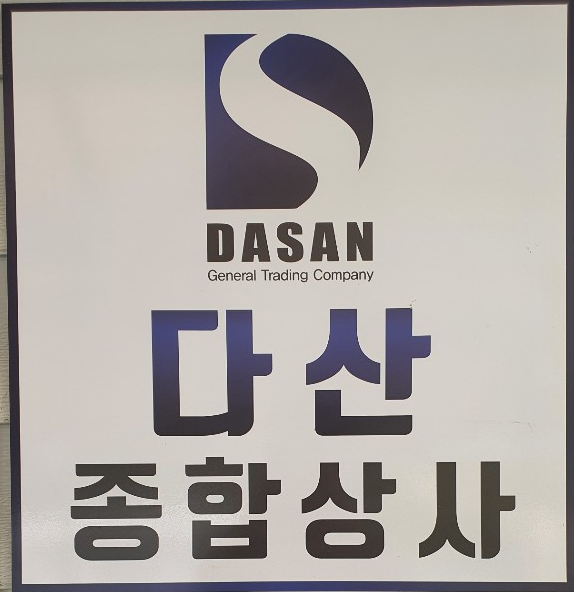 DASAN
General Trading Company
다산
종합상사